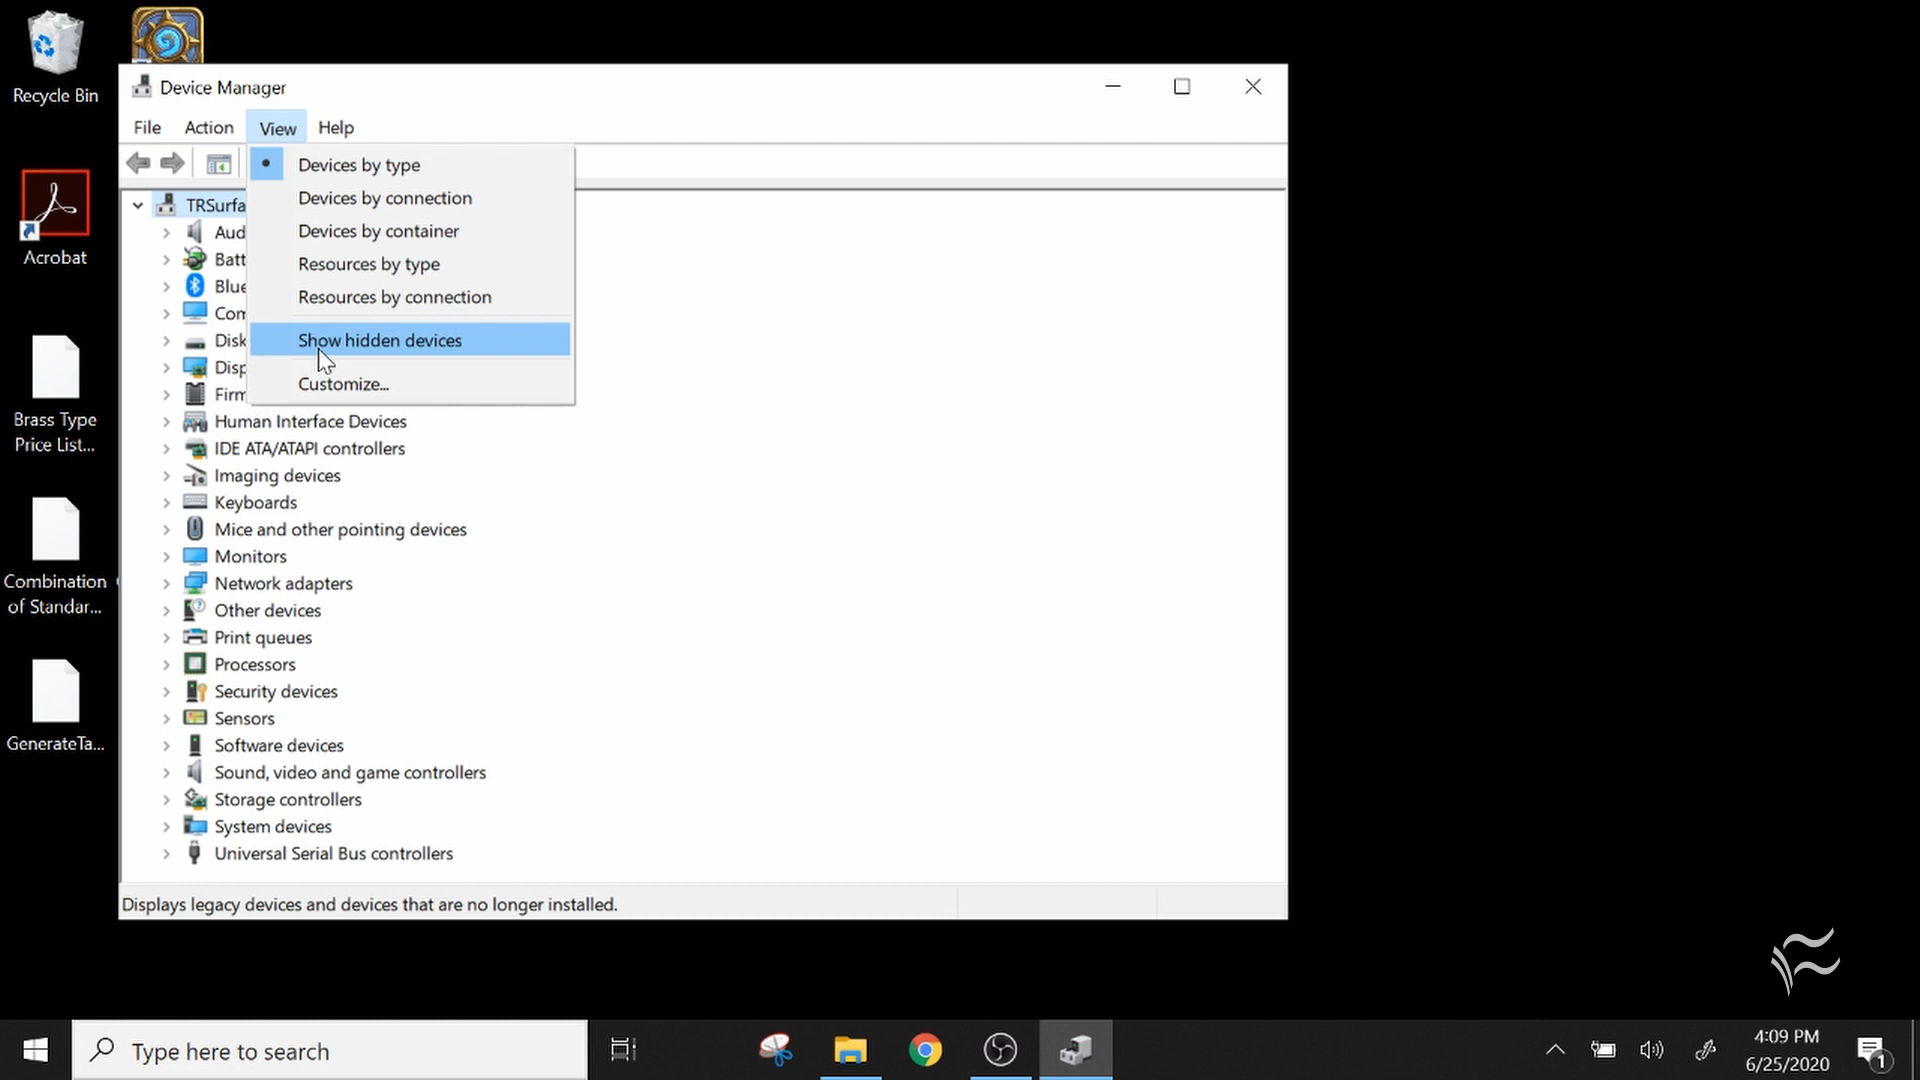 Recycle Bin
Acrobat
Brass Type
Price List...
Combination
of Standar...
GenerateTa...
Device Manager
File Action View Help
Devices by type
Devices by connection
Devices by container
Resources by type
Resources by connection
Show hidden devices
Customize...
TRSurfa
Aud
Batt
Blue
Com
Disk
Disp
Firm
Human Interface Devices
IDE ATA/ATAPI controllers
Imaging devices
Keyboards
Mice and other pointing devices
Monitors
Network adapters
Other devices
Print queues
Processors
Security devices
Sensors
Software devices
Sound, video and game controllers
Storage controllers
System devices
Universal Serial Bus controllers
Displays legacy devices and devices that are no longer installed.
Type here to search
4:09 PM
6/25/2020
1